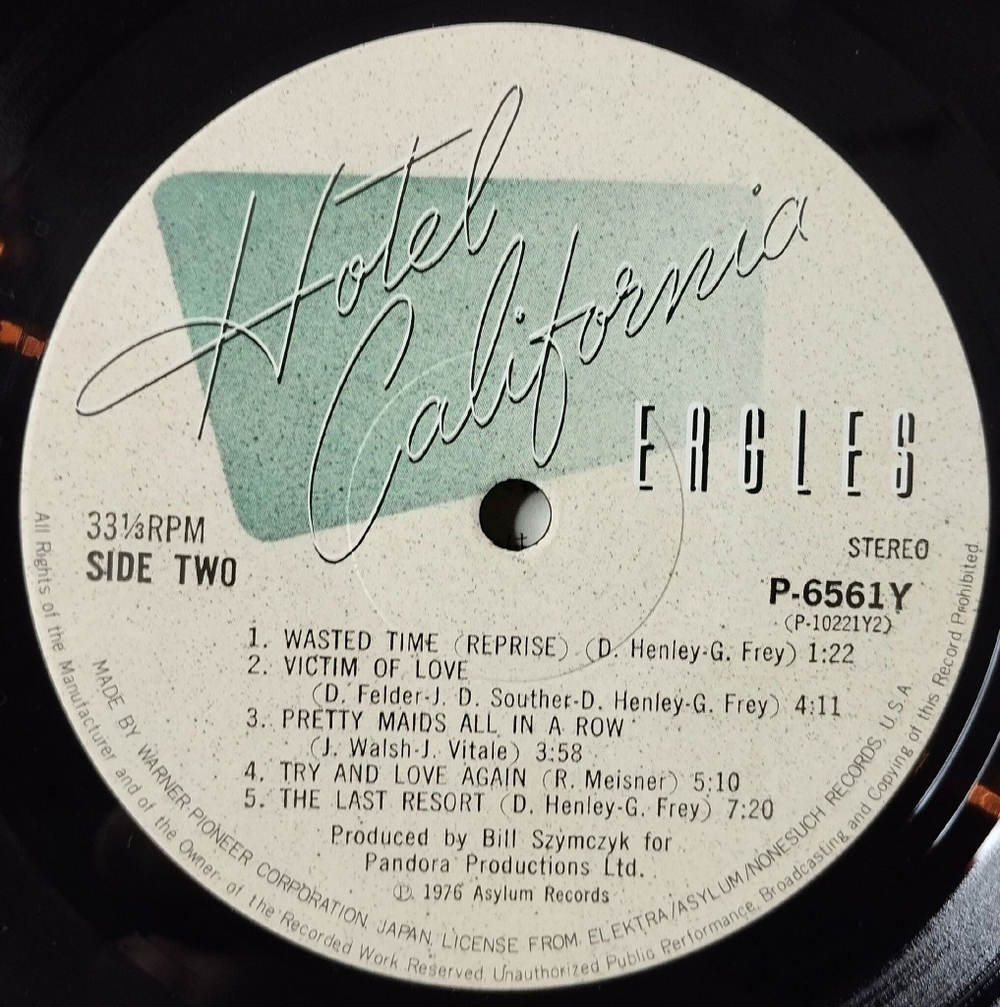 Hotel
California
EAGLES
33⅓RPM
SIDE TWO
STEREO
P-6561Y
(P-10221Y2)
1. WASTED TIME (REPRISE) (D. Henley-G. Frey) 1:22
2. VICTIM OF LOVE
(D. Felder-J. D. Souther-D. Henley-G. Frey) 4:11
3. PRETTY MAIDS ALL IN A ROW
(J. Walsh-J. Vitale) 3:58
4. TRY AND LOVE AGAIN (R. Meisner) 5:10
5. THE LAST RESORT (D. Henley-G. Frey) 7:20
Produced by Bill Szymczyk for
Pandora Productions Ltd.
Ⓟ 1976 Asylum Records
MADE BY WARNER-PIONEER CORPORATION, JAPAN, LICENSE FROM ELEKTRA/ASYLUM/NONESUCH RECORDS, U.S.A
All Rights of the Manufacturer and of the Owner of the Recorded Work Reserved. Unauthorized Public Performance, Broadcasting and Copying of this Record Prohibited.